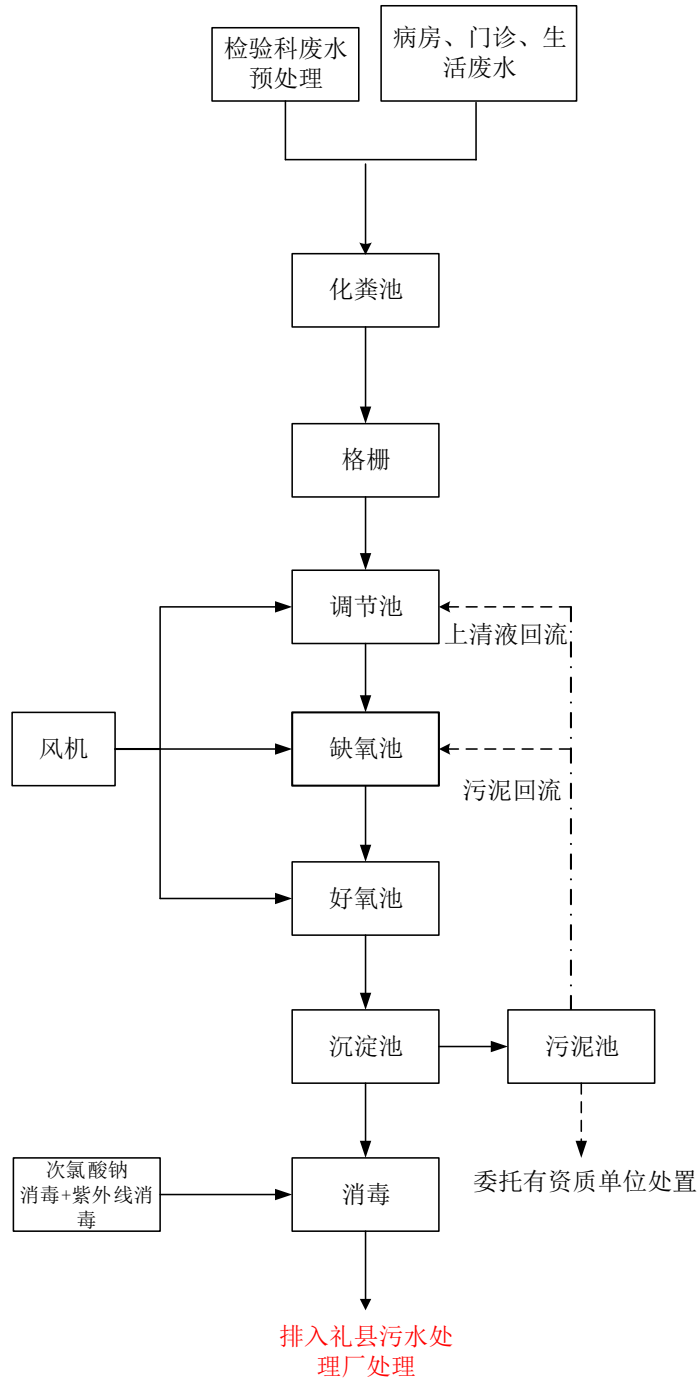 检验科废水
预处理
病房、门诊、生
活废水
化粪池
格栅
调节池
上清液回流
风机
缺氧池
污泥回流
好氧池
沉淀池
污泥池
次氯酸钠
消毒+紫外线消
毒
消毒
委托有资质单位处置
排入礼县污水处
理厂处理